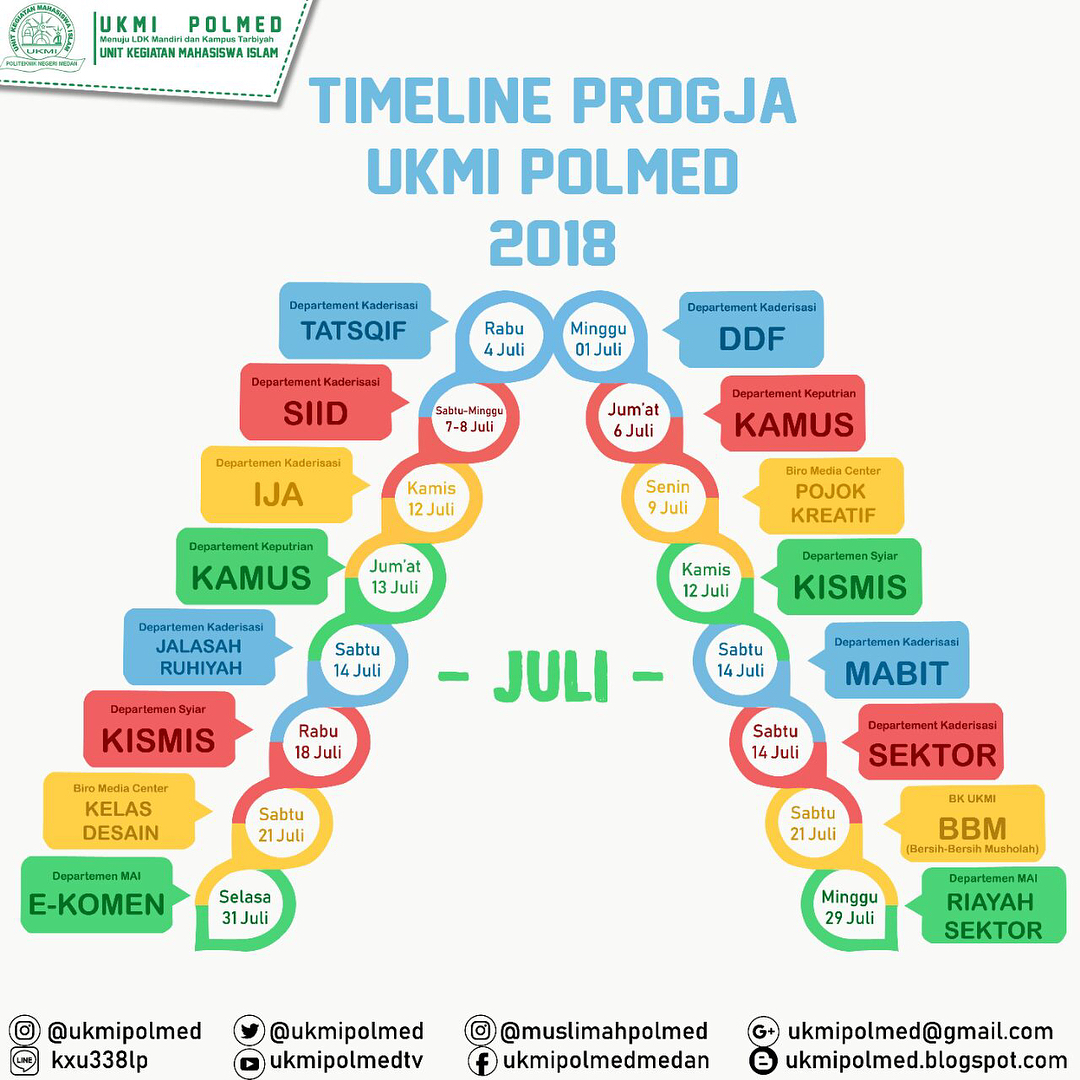 UNIT KEGIATAN MAHASISWA ISLAM
UKMI
POLITEKNIK NEGERI MEDAN
UKMI POLMED
Menuju LDK Mandiri dan Kampus Tarbiyah
UNIT KEGIATAN MAHASISWA ISLAM
TIMELINE PROGJA
UKMI POLMED
2018
Departement Kaderisasi
TATSQIF
Rabu
4 Juli
Minggu
01 Juli
Departement Kaderisasi
DDF
Departement Kaderisasi
SIID
Sabtu-Minggu
7-8 Juli
Jum'at
6 Juli
Departement Keputrian
KAMUS
Departemen Kaderisasi
IJA
Kamis
12 Juli
Senin
9 Juli
Biro Media Center
POJOK
KREATIF
Departement Keputrian
KAMUS
Jum'at
13 Juli
Kamis
12 Juli
Departemen Syiar
KISMIS
Departemen Kaderisasi
JALASAH
RUHIYAH
Sabtu
14 Juli
- JULI -
Sabtu
14 Juli
Departemen Kaderisasi
MABIT
Departemen Syiar
KISMIS
Rabu
18 Juli
Sabtu
14 Juli
Departement Kaderisasi
SEKTOR
Biro Media Center
KELAS
DESAIN
Sabtu
21 Juli
Sabtu
21 Juli
BK UKMI
BBM
(Bersih-Bersih Musholah)
Departemen MAI
E-KOMEN
Selasa
31 Juli
Minggu
29 Juli
Departemen MAI
RIAYAH
SEKTOR
@ukmipolmed
@ukmipolmed
@muslimahpolmed
G+ ukmipolmed@gmail.com
LINE kxu338lp
ukmipolmedtv
ukmipolmedmedan
ukmipolmed.blogspot.com